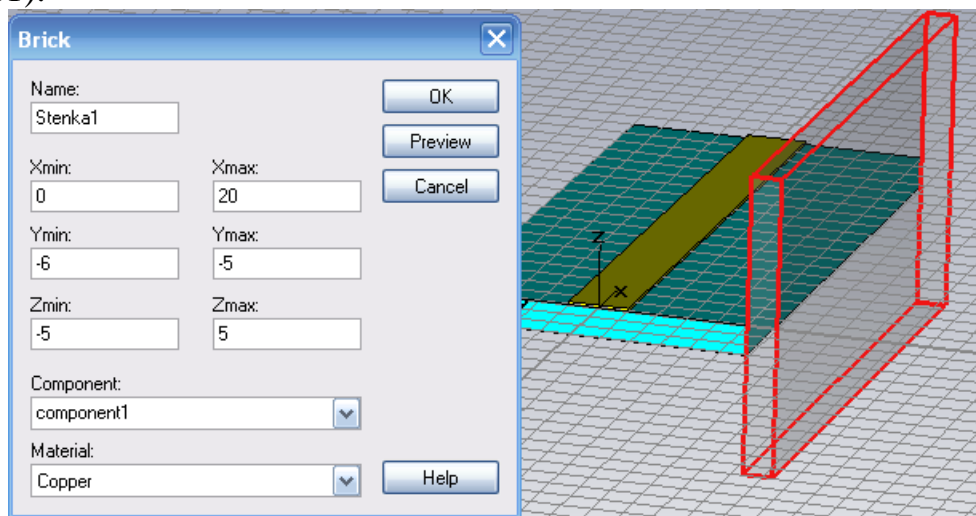 Brick
Name:
Stenka1
OK
Preview
Cancel
Xmin: Xmax:
0 20
Ymin: Ymax:
-6 -5
Zmin: Zmax:
-5 5
Component:
component1
Material:
Copper
Help
Z
X